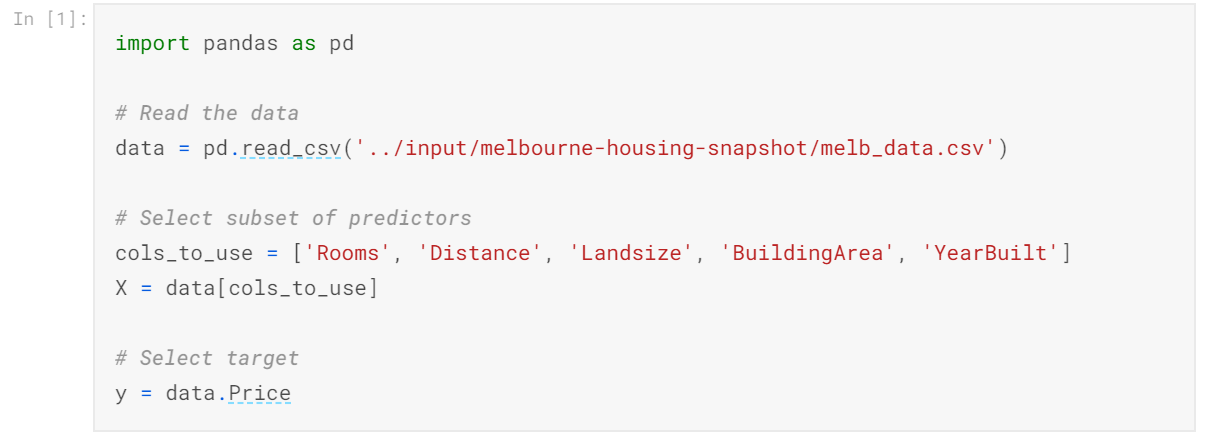 In [1]:
import pandas as pd
# Read the data
data = pd.read_csv('../input/melbourne-housing-snapshot/melb_data.csv')
# Select subset of predictors
cols_to_use = ['Rooms', 'Distance', 'Landsize', 'BuildingArea', 'YearBuilt']
X = data[cols_to_use]
# Select target
y = data.Price